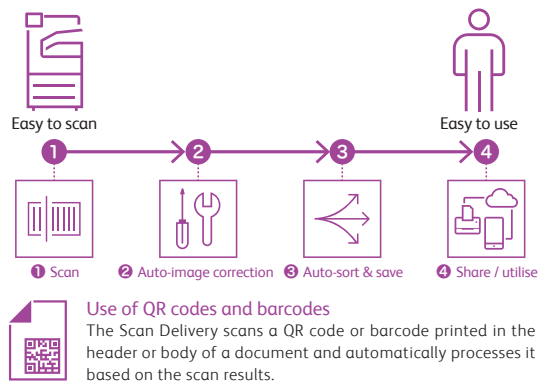 Easy to scan
Easy to use
1 2 3 4
❶ Scan
❷ Auto-image correction
❸ Auto-sort & save
❹ Share / utilise
Use of QR codes and barcodes
The Scan Delivery scans a QR code or barcode printed in the
header or body of a document and automatically processes it
based on the scan results.